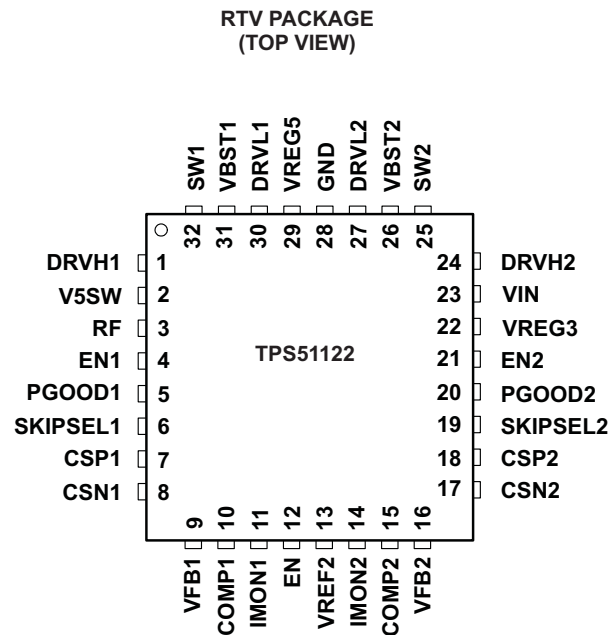 RTV PACKAGE
(TOP VIEW)
SW1
VBST1
DRVL1
VREG5
GND
DRVL2
VBST2
SW2
32
31
30
29
28
27
26
25
DRVH1 1
V5SW 2
RF 3
EN1 4
PGOOD1 5
SKIPSEL1 6
CSP1 7
CSN1 8
TPS51122
24 DRVH2
23 VIN
22 VREG3
21 EN2
20 PGOOD2
19 SKIPSEL2
18 CSP2
17 CSN2
9
10
11
12
13
14
15
16
VFB1
COMP1
IMON1
EN
VREF2
IMON2
COMP2
VFB2